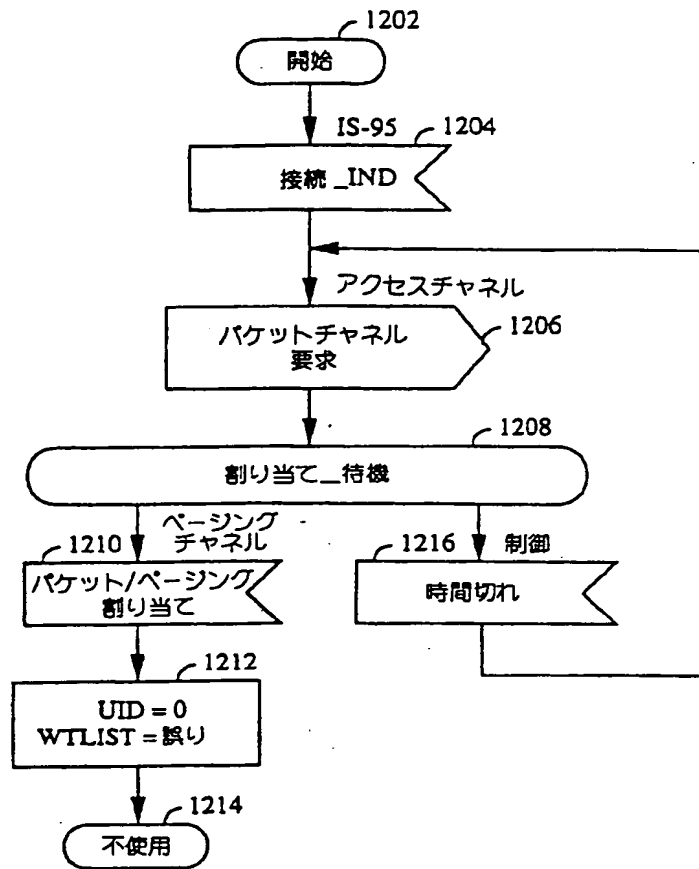 1202
開始
IS-95
1204
接続_IND
アクセスチャネル
パケットチャネル
要求
1206
1208
割り当て_待機
ページング
チャネル
1210
パケット/ページング
割り当て
1216
制御
時間切れ
1212
UID = 0
WTLIST = 誤り
1214
不使用